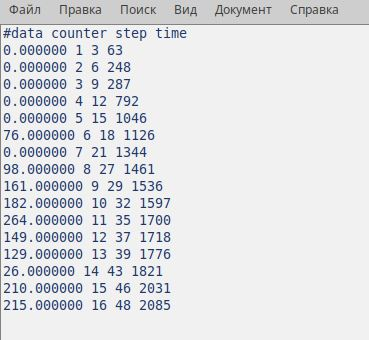 Файл Правка Поиск Вид Документ Справка
#data counter step time
0.000000 1 3 63
0.000000 2 6 248
0.000000 3 9 287
0.000000 4 12 792
0.000000 5 15 1046
76.000000 6 18 1126
0.000000 7 21 1344
98.000000 8 27 1461
161.000000 9 29 1536
182.000000 10 32 1597
264.000000 11 35 1700
149.000000 12 37 1718
129.000000 13 39 1776
26.000000 14 43 1821
210.000000 15 46 2031
215.000000 16 48 2085